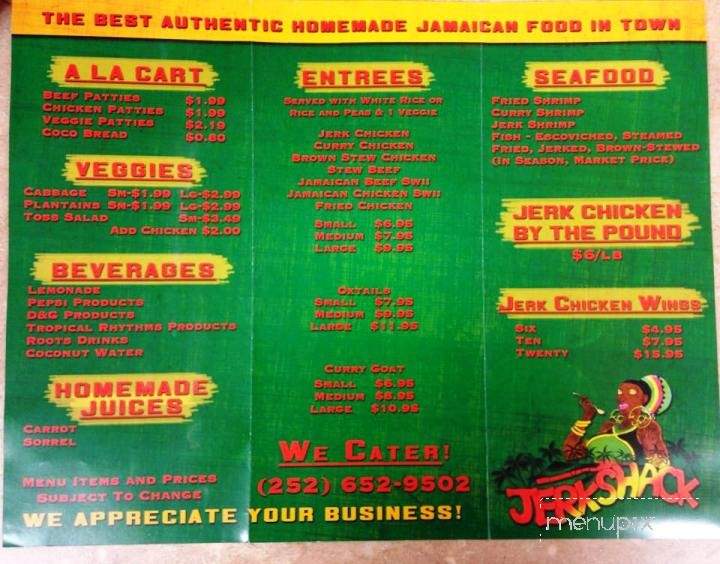 THE BEST AUTHENTIC HOMEMADE JAMAICAN FOOD IN TOWN
A LA CART
BEEF PATTIES $1.99
CHICKEN PATTIES $1.99
VEGGIE PATTIES $2.19
COCO BREAD $0.80
VEGGIES
CABBAGE SM-$1.99 LG-$2.99
PLANTAINS SM-$1.99 LG-$2.99
TOSS SALAD SM-$3.49
ADD CHICKEN $2.00
BEVERAGES
LEMONADE
PEPSI PRODUCTS
D&G PRODUCTS
TROPICAL RHYTHMS PRODUCTS
ROOTS DRINKS
COCONUT WATER
HOMEMADE
JUICES
CARROT
SORREL
MENU ITEMS AND PRICES
SUBJECT TO CHANGE
ENTREES
SERVED WITH WHITE RICE OR
RICE AND PEAS & 1 VEGGIE
JERK CHICKEN
CURRY CHICKEN
BROWN STEW CHICKEN
STEW BEEF
JAMAICAN BEEF SWII
JAMAICAN CHICKEN SWII
FRIED CHICKEN
SMALL $6.95
MEDIUM $7.95
LARGE $9.95
OXTAILS
SMALL $7.95
MEDIUM $9.95
LARGE $11.95
CURRY GOAT
SMALL $6.95
MEDIUM $8.95
LARGE $10.95
WE CATER!
(252) 652-9502
WE APPRECIATE YOUR BUSINESS!
SEAFOOD
FRIED SHRIMP
CURRY SHRIMP
JERK SHRIMP
FISH - ESCOVICHED, STEAMED
FRIED, JERKED, BROWN-STEWED
(IN SEASON, MARKET PRICE)
JERK CHICKEN
BY THE POUND
$6/LB
JERK CHICKEN WINGS
SIX $4.95
TEN $7.95
TWENTY $15.95
JERKSHACK
menupix